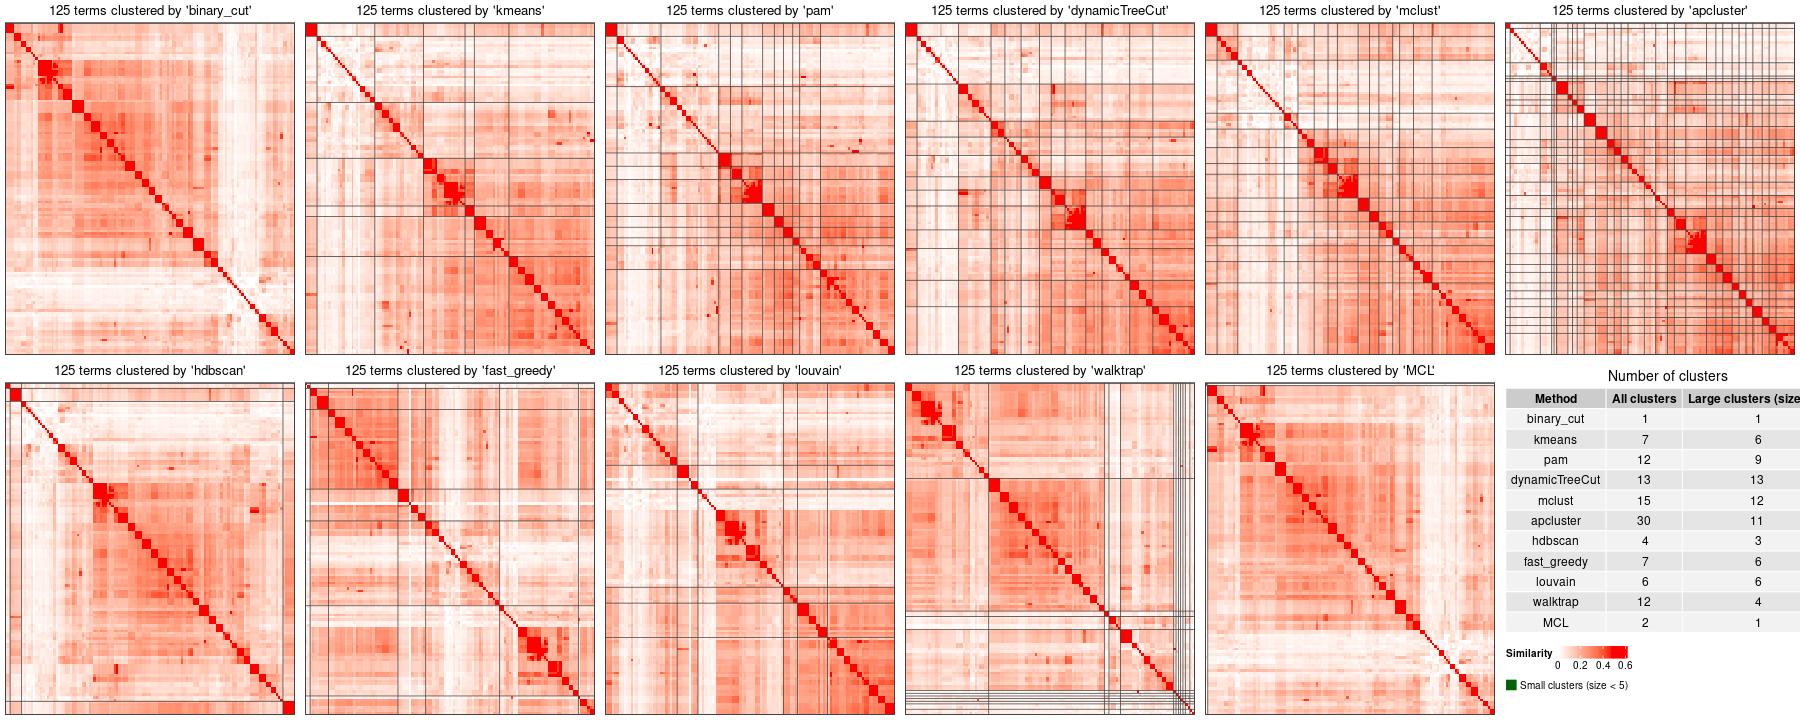 125 terms clustered by 'binary_cut'
125 terms clustered by 'kmeans'
125 terms clustered by 'pam'
125 terms clustered by 'dynamicTreeCut'
125 terms clustered by 'mclust'
125 terms clustered by 'apcluster'
125 terms clustered by 'hdbscan'
125 terms clustered by 'fast_greedy'
125 terms clustered by 'louvain'
125 terms clustered by 'walktrap'
125 terms clustered by 'MCL'
Number of clusters
Method All clusters Large clusters (size
binary_cut 1 1
kmeans 7 6
pam 12 9
dynamicTreeCut 13 13
mclust 15 12
apcluster 30 11
hdbscan 4 3
fast_greedy 7 6
louvain 6 6
walktrap 12 4
MCL 2 1
Similarity
0 0.2 0.4 0.6
Small clusters (size < 5)